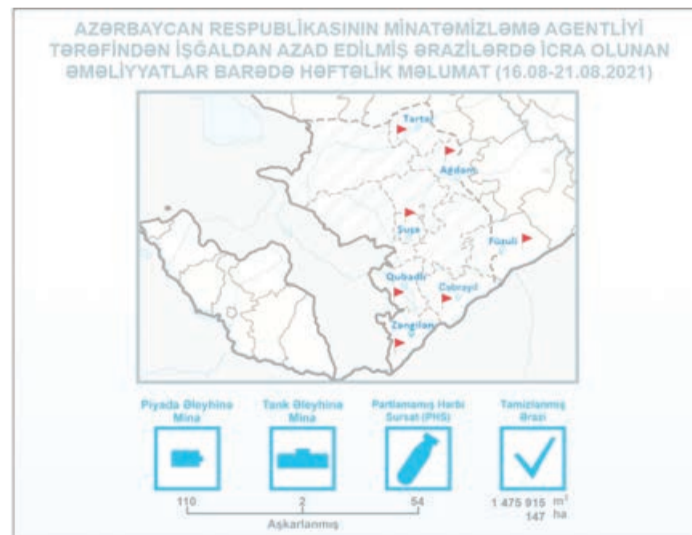 AZƏRBAYCAN RESPUBLİKASININ MİNATƏMİZLƏMƏ AGENTLİYİ
TƏRƏFİNDƏN İŞĞALDAN AZAD EDİLMİŞ ƏRAZİLƏRDƏ İCRA OLUNAN
ƏMƏLİYYATLAR BARƏDƏ HƏFTƏLİK MƏLUMAT (16.08-21.08.2021)
Tərtər
Ağdam
Şuşa
Füzuli
Qubadlı
Cəbrayıl
Zəngilan
Piyada Əleyhinə
Mina
Tank Əleyhinə
Mina
Partlamamış Hərbi
Sursat (PHS)
Təmizlənmiş
Ərazi
110
2
54
1 475 915 m²
147 ha
Aşkarlanmış